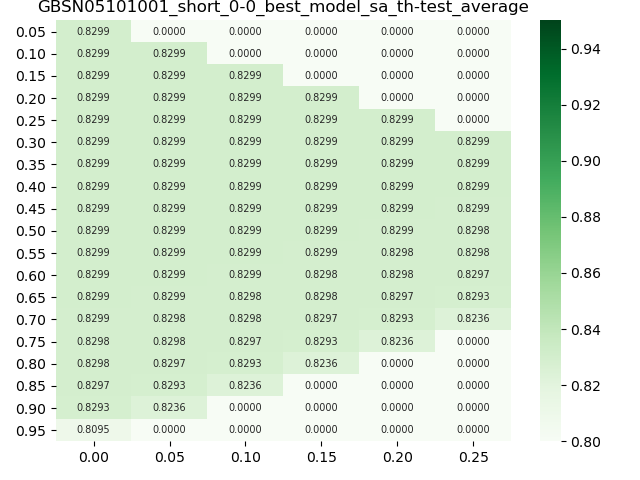 GBSN05101001_short_0-0_best_model_sa_th-test_average
0.05 0.8299 0.0000 0.0000 0.0000 0.0000 0.0000
0.10 0.8299 0.8299 0.0000 0.0000 0.0000 0.0000
0.15 0.8299 0.8299 0.8299 0.0000 0.0000 0.0000
0.20 0.8299 0.8299 0.8299 0.8299 0.0000 0.0000
0.25 0.8299 0.8299 0.8299 0.8299 0.8299 0.0000
0.30 0.8299 0.8299 0.8299 0.8299 0.8299 0.8299
0.35 0.8299 0.8299 0.8299 0.8299 0.8299 0.8299
0.40 0.8299 0.8299 0.8299 0.8299 0.8299 0.8299
0.45 0.8299 0.8299 0.8299 0.8299 0.8299 0.8299
0.50 0.8299 0.8299 0.8299 0.8299 0.8299 0.8298
0.55 0.8299 0.8299 0.8299 0.8299 0.8298 0.8298
0.60 0.8299 0.8299 0.8299 0.8298 0.8298 0.8297
0.65 0.8299 0.8299 0.8298 0.8298 0.8297 0.8293
0.70 0.8299 0.8298 0.8298 0.8297 0.8293 0.8236
0.75 0.8298 0.8298 0.8297 0.8293 0.8236 0.0000
0.80 0.8298 0.8297 0.8293 0.8236 0.0000 0.0000
0.85 0.8297 0.8293 0.8236 0.0000 0.0000 0.0000
0.90 0.8293 0.8236 0.0000 0.0000 0.0000 0.0000
0.95 0.8095 0.0000 0.0000 0.0000 0.0000 0.0000
0.00 0.05 0.10 0.15 0.20 0.25
0.94
0.92
0.90
0.88
0.86
0.84
0.82
0.80